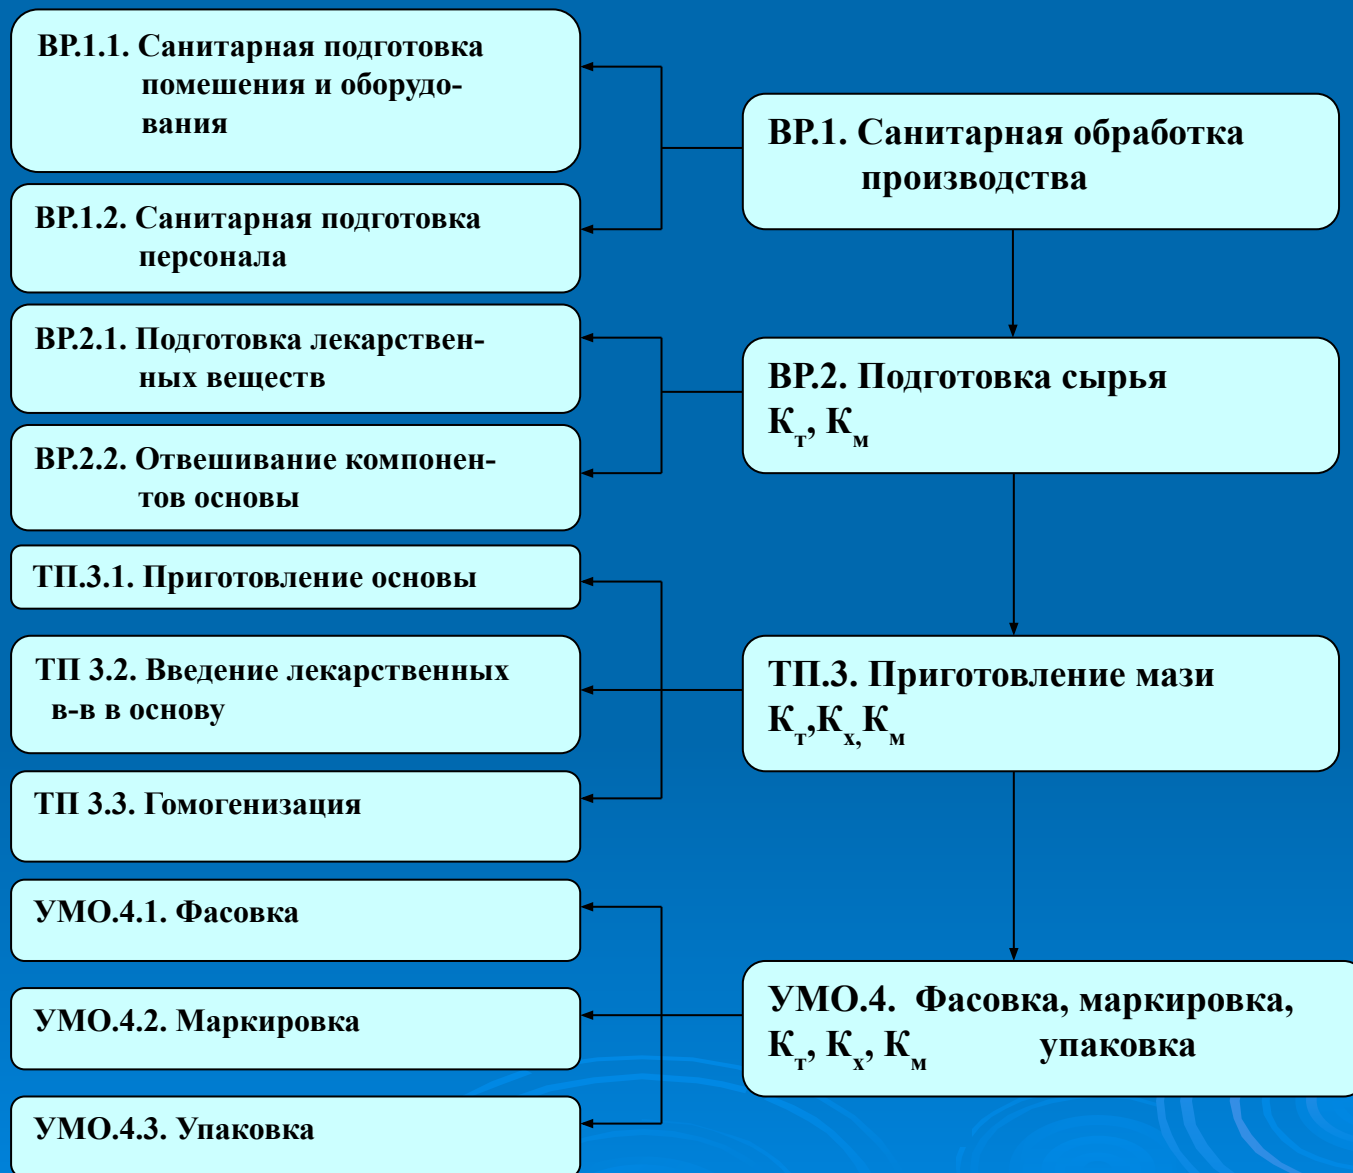 ВР.1.1. Санитарная подготовка
помешения и оборудо-
вания
ВР.1.2. Санитарная подготовка
персонала
ВР.2.1. Подготовка лекарствен-
ных веществ
ВР.2.2. Отвешивание компонен-
тов основы
ТП.3.1. Приготовление основы
ТП 3.2. Введение лекарственных
в-в в основу
ТП 3.3. Гомогенизация
УМО.4.1. Фасовка
УМО.4.2. Маркировка
УМО.4.3. Упаковка
ВР.1. Санитарная обработка
производства
ВР.2. Подготовка сырья
Кт, Км
ТП.3. Приготовление мази
Кт,Кх,Км
УМО.4. Фасовка, маркировка,
Кт, Кх, Км упаковка